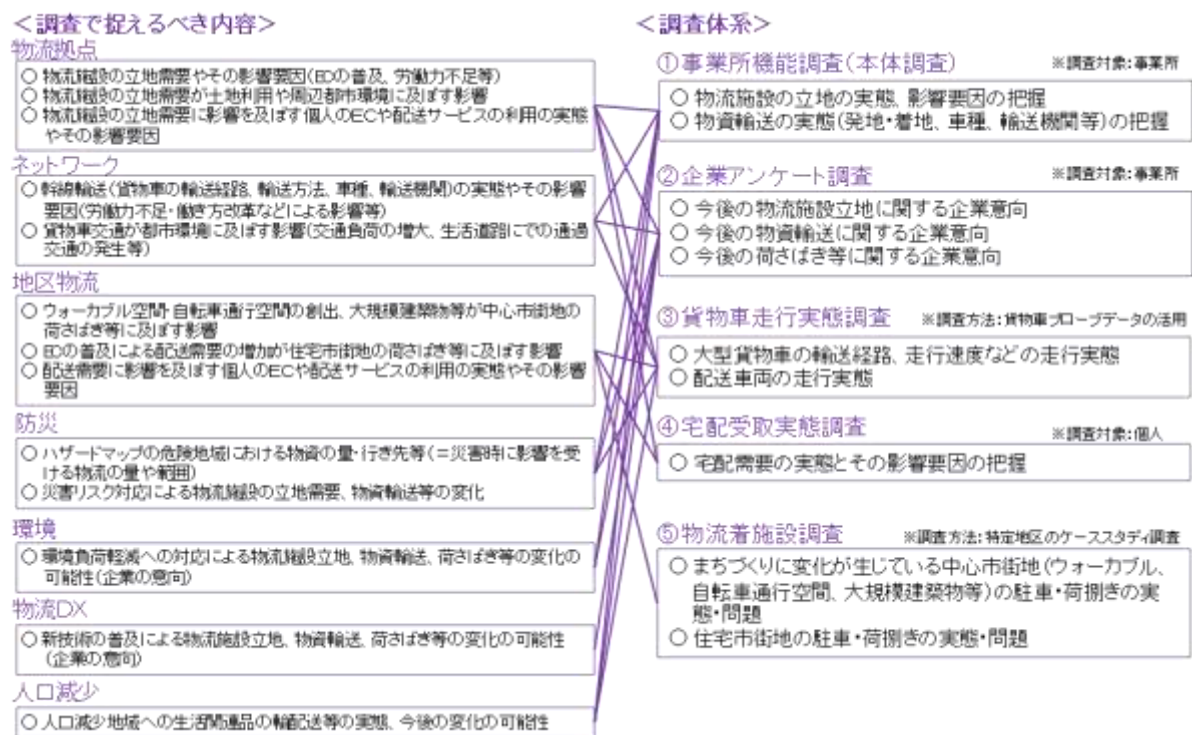 ＜調査で捉えるべき内容＞
物流拠点
○ 物流施設の立地需要やその影響要因(ECの普及、労働力不足等)
○ 物流施設の立地需要が土地利用や周辺都市環境に及ぼす影響
○ 物流施設の立地需要に影響を及ぼす個人のECや配送サービスの利用の実態
やその影響要因
ネットワーク
○ 幹線輸送(貨物車の輸送経路、輸送方法、車種、輸送機関)の実態やその影響
要因(労働力不足・働き方改革などによる影響等)
○ 貨物車交通が都市環境に及ぼす影響(交通負荷の増大、生活道路にでの通過
交通の発生等)
地区物流
○ ウォーカブル空間・自転車通行空間の創出、大規模建築物等が中心市街地の
荷さばき等に及ぼす影響
○ ECの普及による配送需要の増加が住宅市街地の荷さばき等に及ぼす影響
○ 配送需要に影響を及ぼす個人のECや配送サービスの利用の実態やその影響
要因
防災
○ ハザードマップの危険地域における物資の量・行き先等(＝災害時に影響を受
ける物流の量や範囲)
○ 災害リスク対応による物流施設の立地需要、物資輸送等の変化
環境
○ 環境負荷軽減への対応による物流施設立地、物資輸送、荷さばき等の変化の
可能性(企業の意向)
物流DX
○ 新技術の普及による物流施設立地、物資輸送、荷さばき等の変化の可能性
(企業の意向)
人口減少
○ 人口減少地域への生活関連品の輸配送等の実態、今後の変化の可能性
＜調査体系＞
①事業所機能調査(本体調査) ※調査対象:事業所
○ 物流施設の立地の実態、影響要因の把握
○ 物資輸送の実態(発地・着地、車種、輸送機関等)の把握
②企業アンケート調査 ※調査対象:事業所
○ 今後の物流施設立地に関する企業意向
○ 今後の物資輸送に関する企業意向
○ 今後の荷さばき等に関する企業意向
③貨物車走行実態調査 ※調査方法:貨物車プローブデータの活用
○ 大型貨物車の輸送経路、走行速度などの走行実態
○ 配送車両の走行実態
④宅配受取実態調査 ※調査対象:個人
○ 宅配需要の実態とその影響要因の把握
⑤物流着施設調査 ※調査方法:特定地区のケーススタディ調査
○ まちづくりに変化が生じている中心市街地(ウォーカブル、
自転車通行空間、大規模建築物等)の駐車・荷捌きの実
態・問題
○ 住宅市街地の駐車・荷捌きの実態・問題